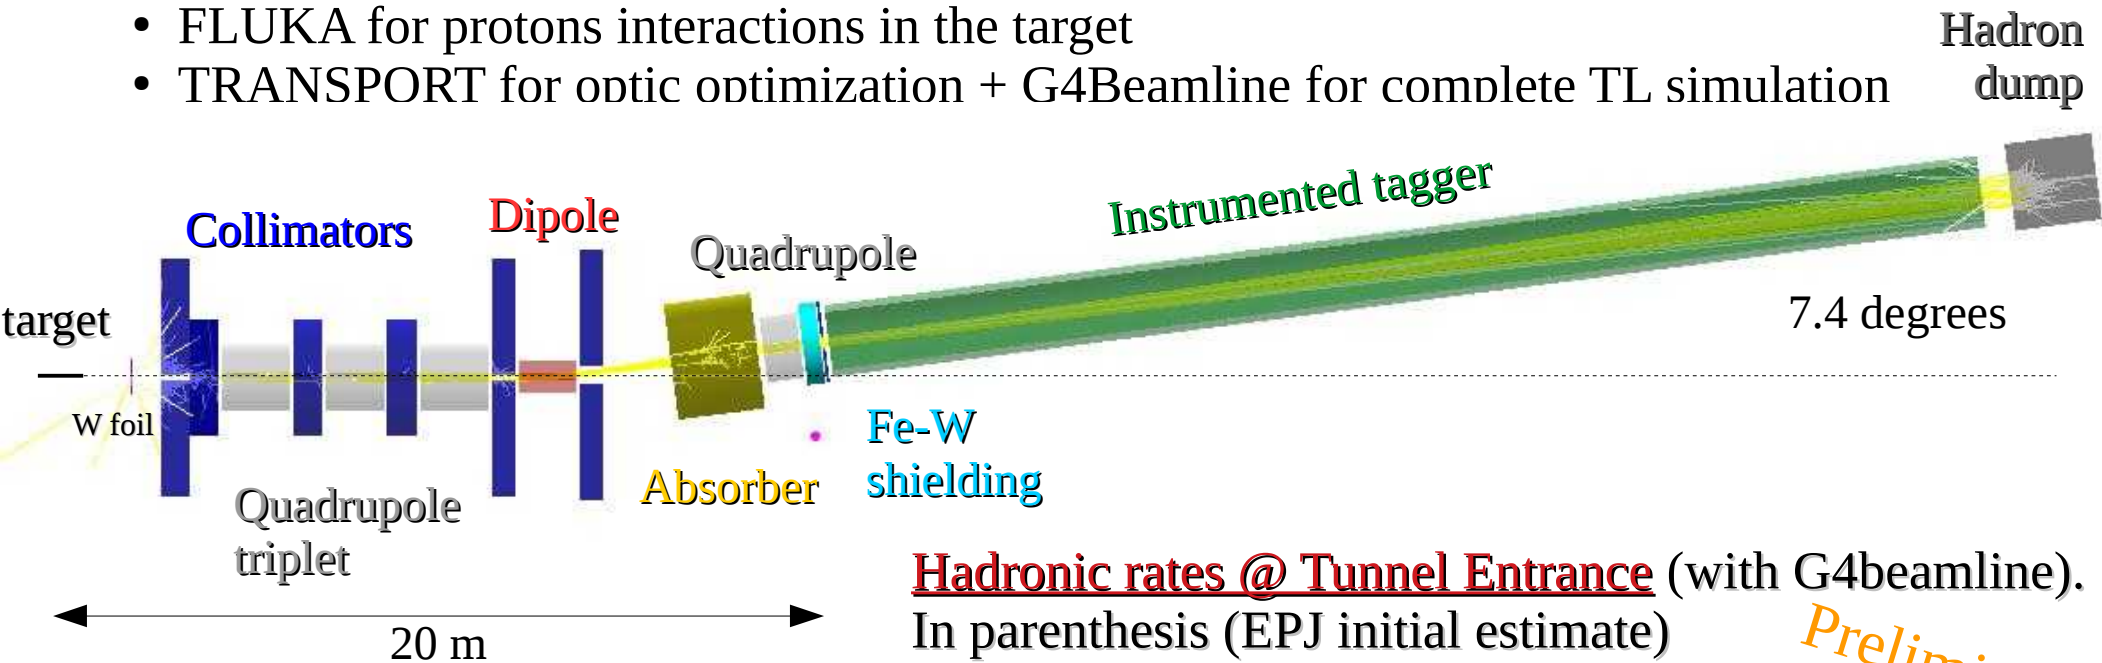 • FLUKA for protons interactions in the target
• TRANSPORT for optic optimization + G4Beamline for complete TL simulation
Hadron
dump
Instrumented tagger
Dipole
Collimators
Quadrupole
target
7.4 degrees
W foil
Fe-W
shielding
Absorber
Quadrupole
triplet
Hadronic rates @ Tunnel Entrance (with G4beamline).
In parenthesis (EPJ initial estimate)
20 m